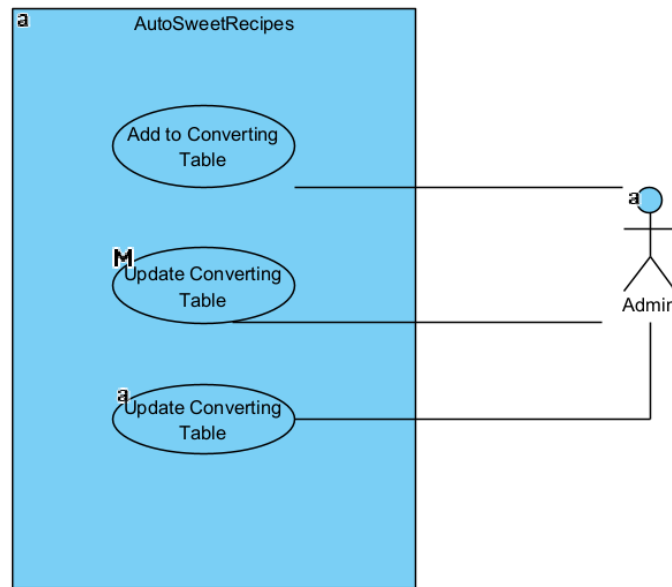 a
AutoSweetRecipes
Add to Converting
Table
a
M
Update Converting
Table
Admin
a
Update Converting
Table